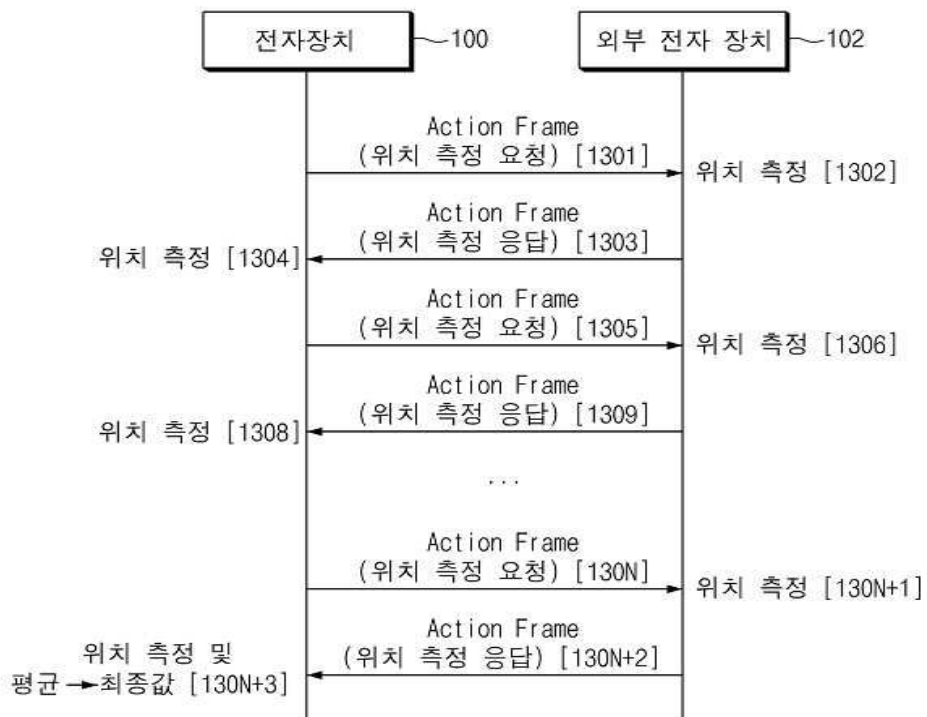 전자장치 100
외부 전자 장치 102
Action Frame
(위치 측정 요청) [1301]
위치 측정 [1302]
Action Frame
(위치 측정 응답) [1303]
위치 측정 [1304]
Action Frame
(위치 측정 요청) [1305]
위치 측정 [1306]
Action Frame
(위치 측정 응답) [1309]
위치 측정 [1308]
...
Action Frame
(위치 측정 요청) [130N]
위치 측정 [130N+1]
Action Frame
(위치 측정 응답) [130N+2]
위치 측정 및
평균→최종값 [130N+3]